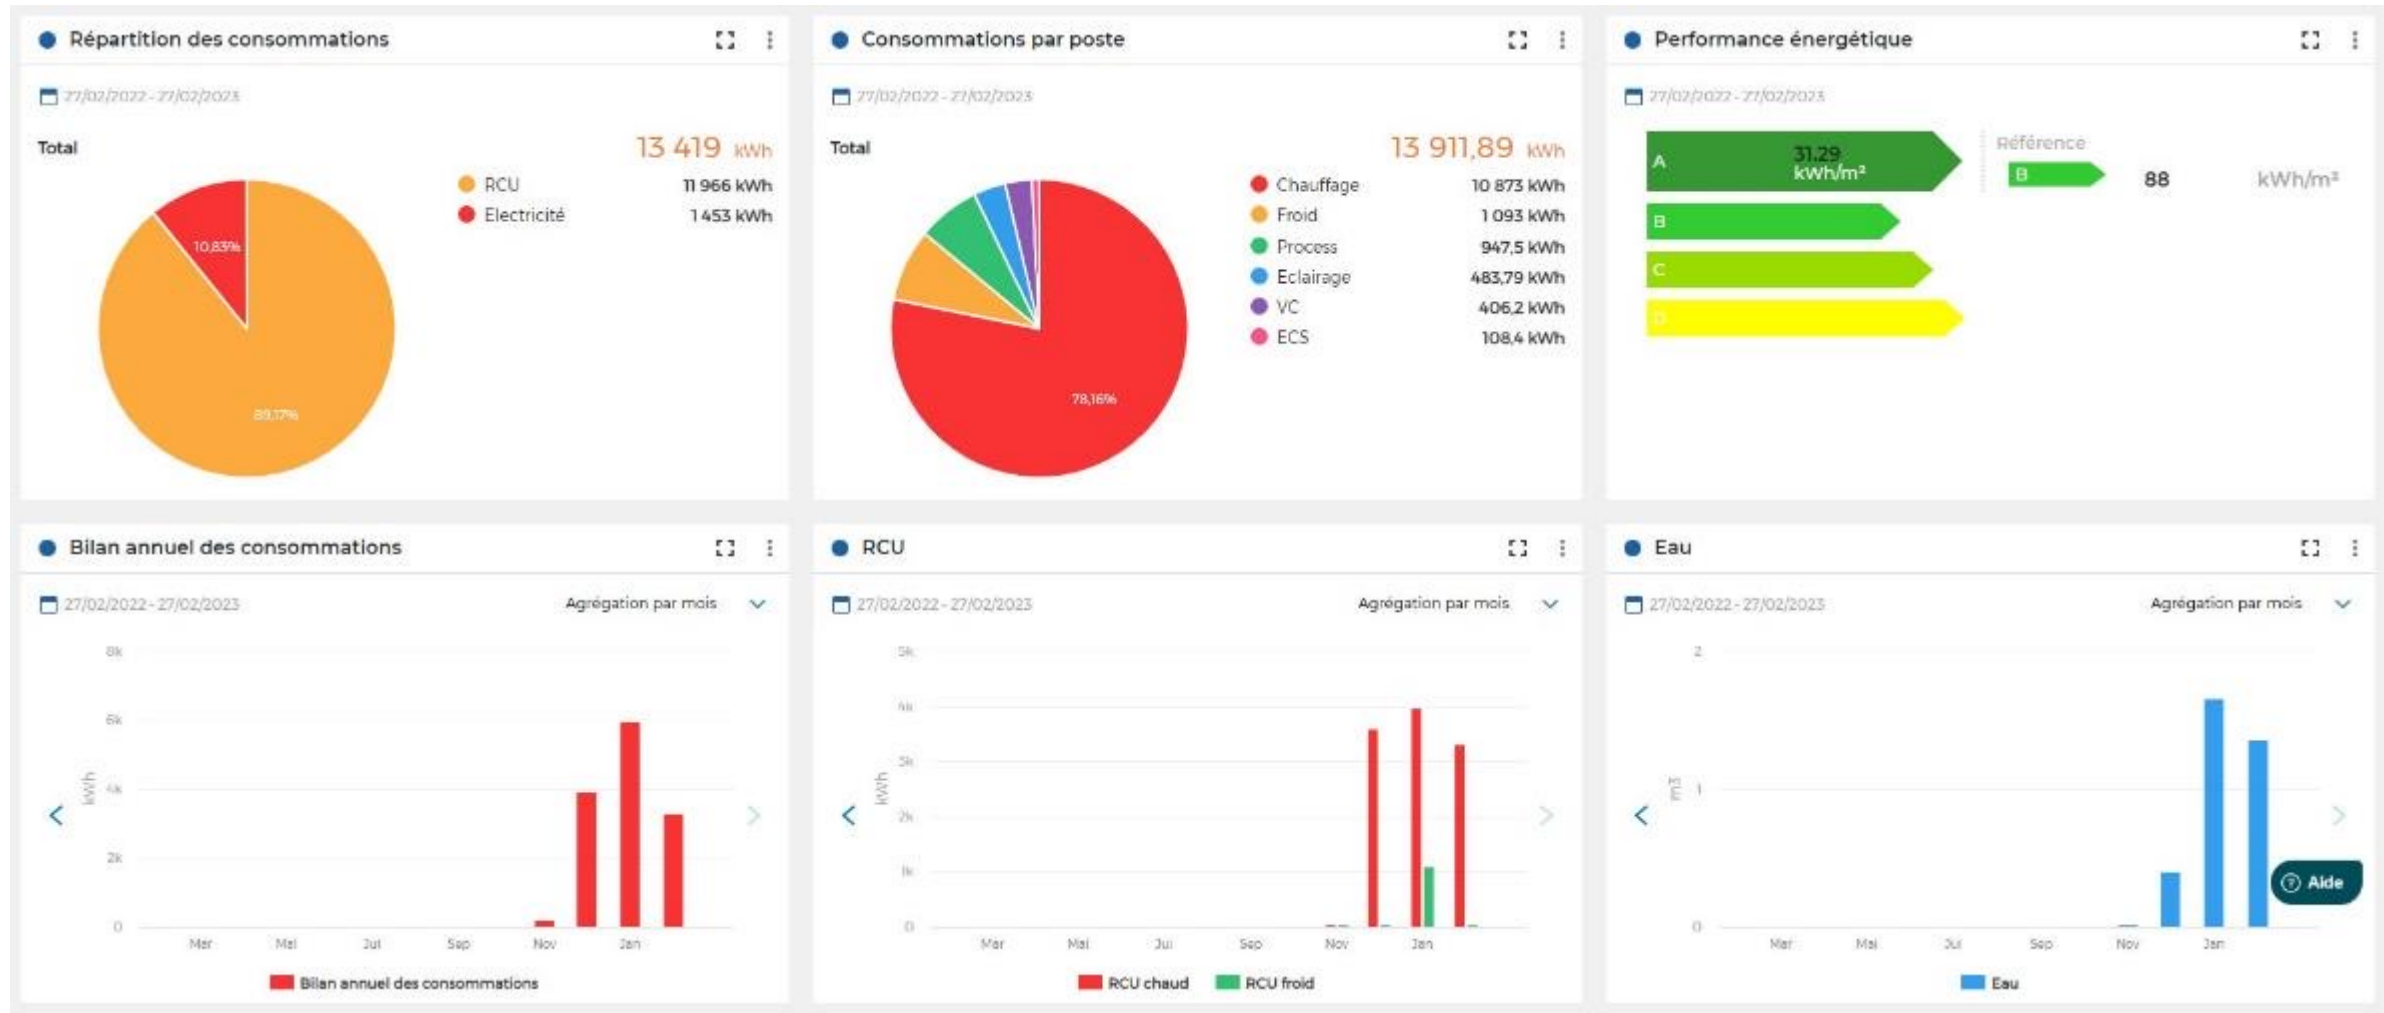 Répartition des consommations
27/02/2022 - 27/02/2023
Total
13 419 kWh
RCU 11 966 kWh
Electricité 1 453 kWh
10,83%
89,17%
Consommations par poste
27/02/2022 - 27/02/2023
Total
13 911,89 kWh
Chauffage 10 873 kWh
Froid 1 093 kWh
Process 947,5 kWh
Eclairage 483,79 kWh
VC 406,2 kWh
ECS 108,4 kWh
78,16%
Performance énergétique
27/02/2022 - 27/02/2023
A 31.29 kWh/m²
B
C
D
Référence
B 88 kWh/m²
Bilan annuel des consommations
27/02/2022 - 27/02/2023
Agrégation par mois
8k
6k
4k
2k
0
kWh
Mar Mai Jul Sep Nov Jan
Bilan annuel des consommations
RCU
27/02/2022 - 27/02/2023
Agrégation par mois
5k
4k
3k
2k
1k
0
kWh
Mar Mai Jul Sep Nov Jan
RCU chaud RCU froid
Eau
27/02/2022 - 27/02/2023
Agrégation par mois
2
1
0
m3
Mar Mai Jul Sep Nov Jan
Eau
? Aide